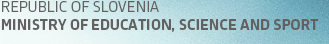 REPUBLIC OF SLOVENIA
MINISTRY OF EDUCATION, SCIENCE AND SPORT